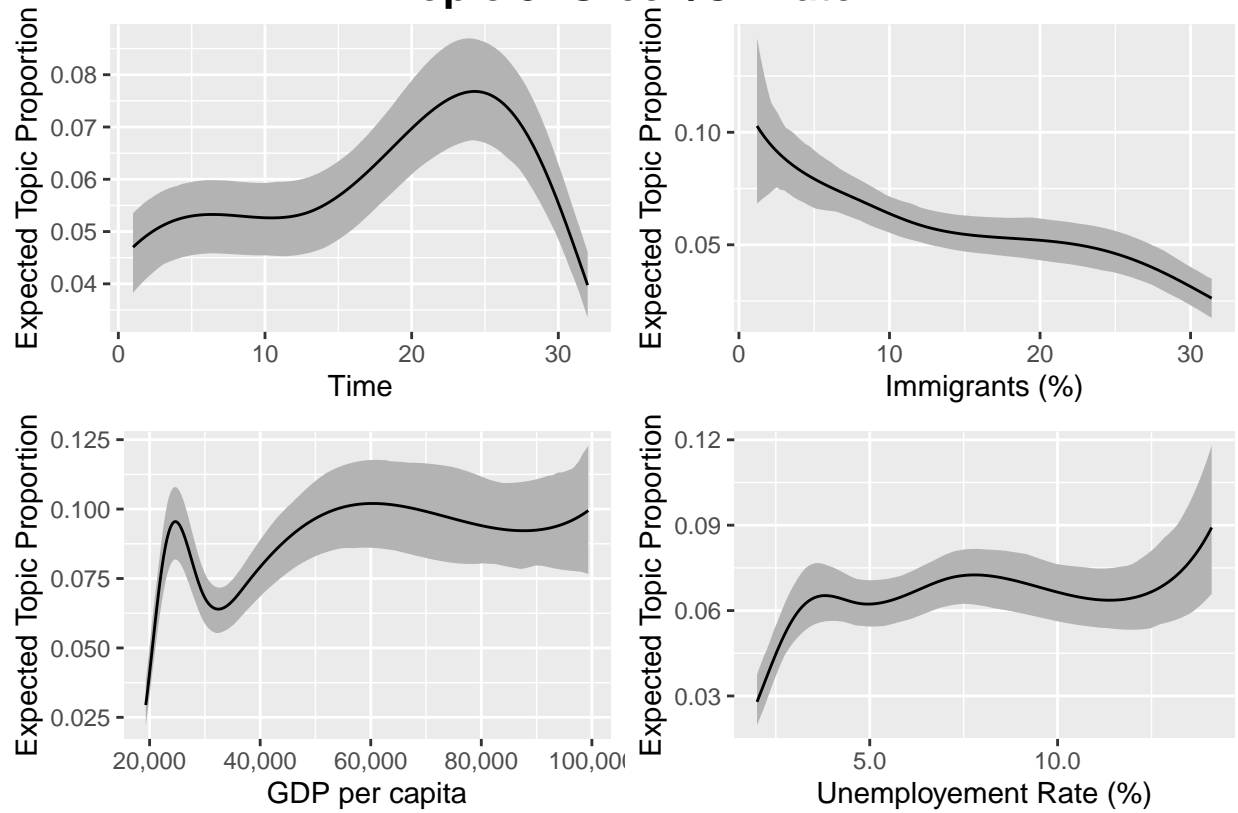 Expected Topic Proportion
0.08
0.07
0.06
0.05
0.04
0 10 20 30
Time
Expected Topic Proportion
0.10
0.05
0 10 20 30
Immigrants (%)
Expected Topic Proportion
0.125
0.100
0.075
0.050
0.025
20,000 40,000 60,000 80,000
GDP per capita
Expected Topic Proportion
0.12
0.09
0.06
0.03
5.0 10.0
Unemployement Rate (%)